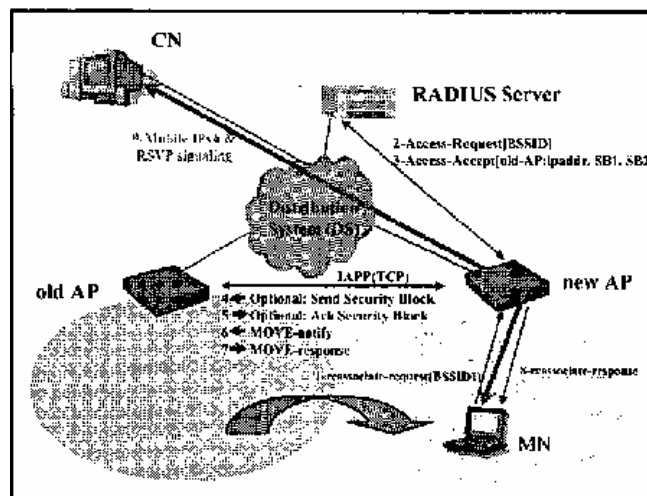 CN
RADIUS Server
9-Mobile IPv4 &
RSVP signaling
2-Access-Request[BSSID]
3-Access-Accept[old-AP:ipaddr, SB1, SB2
Distribution
System (DS)
IAPP(TCP)
old AP
new AP
4 Optional: Send Security Block
5 Optional: Ack Security Block
6 MOVE-notify
7 MOVE-response
reassociate-request(BSSID)
8-reassociate-response
MN